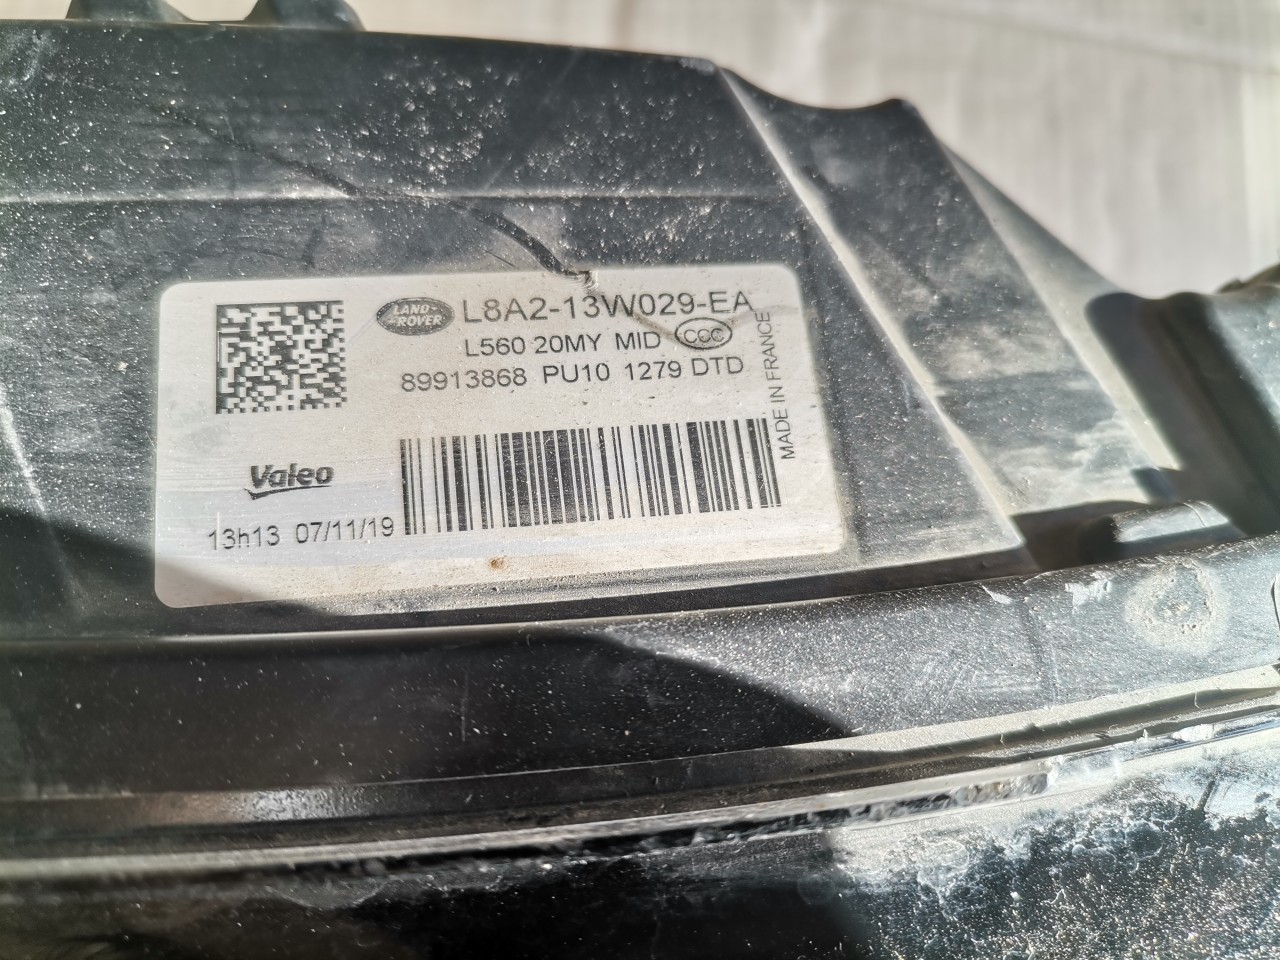 LAND-
ROVER
L8A2-13W029-EA
L560 20MY MID
CCC
89913868 PU10 1279 DTD
MADE IN FRANCE
Valeo
13h13 07/11/19